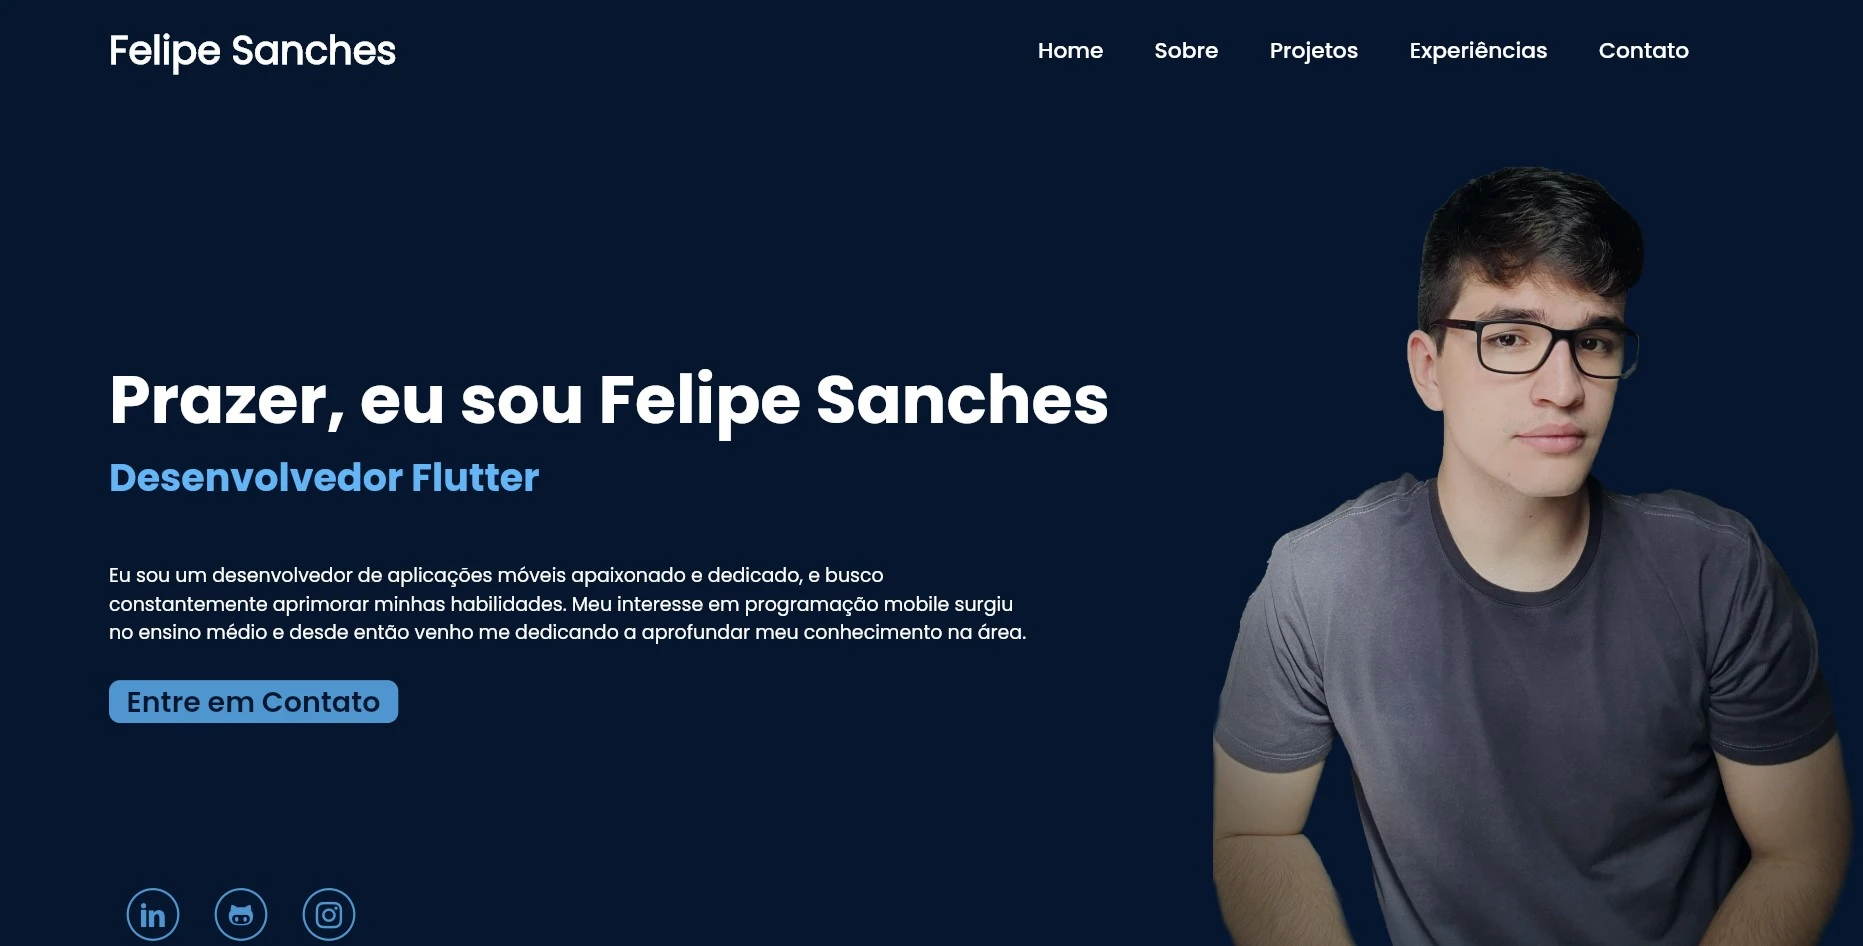 Felipe Sanches
Home Sobre Projetos Experiências Contato
Prazer, eu sou Felipe Sanches
Desenvolvedor Flutter
Eu sou um desenvolvedor de aplicações móveis apaixonado e dedicado, e busco
constantemente aprimorar minhas habilidades. Meu interesse em programação mobile surgiu
no ensino médio e desde então venho me dedicando a aprofundar meu conhecimento na área.
Entre em Contato
in